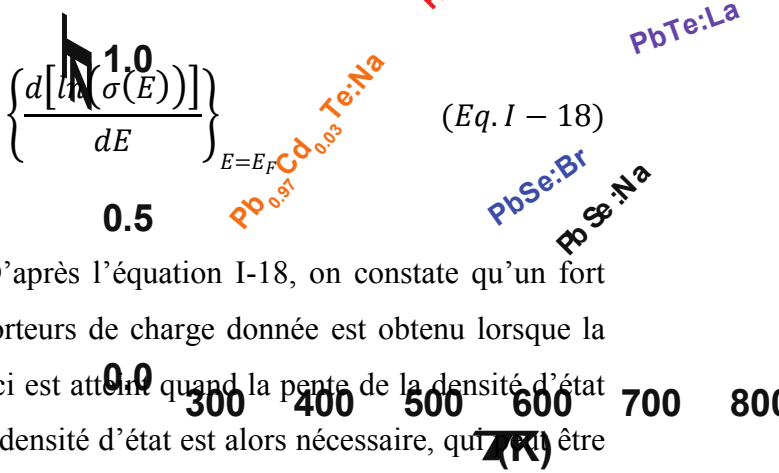 PbTe:La
1.0
{d[ln(σ(E))]/dE}E=EF (Eq. I − 18)
Pb0.97Cd0.03Te:Na
PbSe:Br
PbSe:Na
0.5
D’après l’équation I-18, on constate qu’un fort
orteurs de charge donnée est obtenu lorsque la
0.0
ci est atteint quand la pente de la densité d’état
300 400 500 600 700 800
densité d’état est alors nécessaire, qui peut être
T(K)